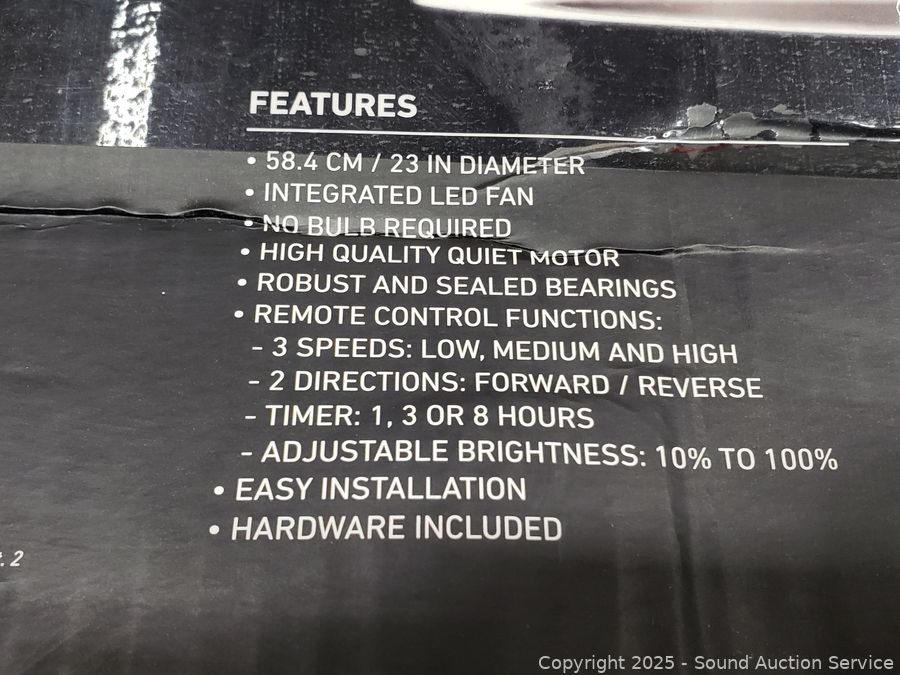 FEATURES
• 58.4 CM / 23 IN DIAMETER
• INTEGRATED LED FAN
• NO BULB REQUIRED
• HIGH QUALITY QUIET MOTOR
• ROBUST AND SEALED BEARINGS
• REMOTE CONTROL FUNCTIONS:
- 3 SPEEDS: LOW, MEDIUM AND HIGH
- 2 DIRECTIONS: FORWARD / REVERSE
- TIMER: 1, 3 OR 8 HOURS
- ADJUSTABLE BRIGHTNESS: 10% TO 100%
• EASY INSTALLATION
• HARDWARE INCLUDED
. 2
Copyright 2025 - Sound Auction Service